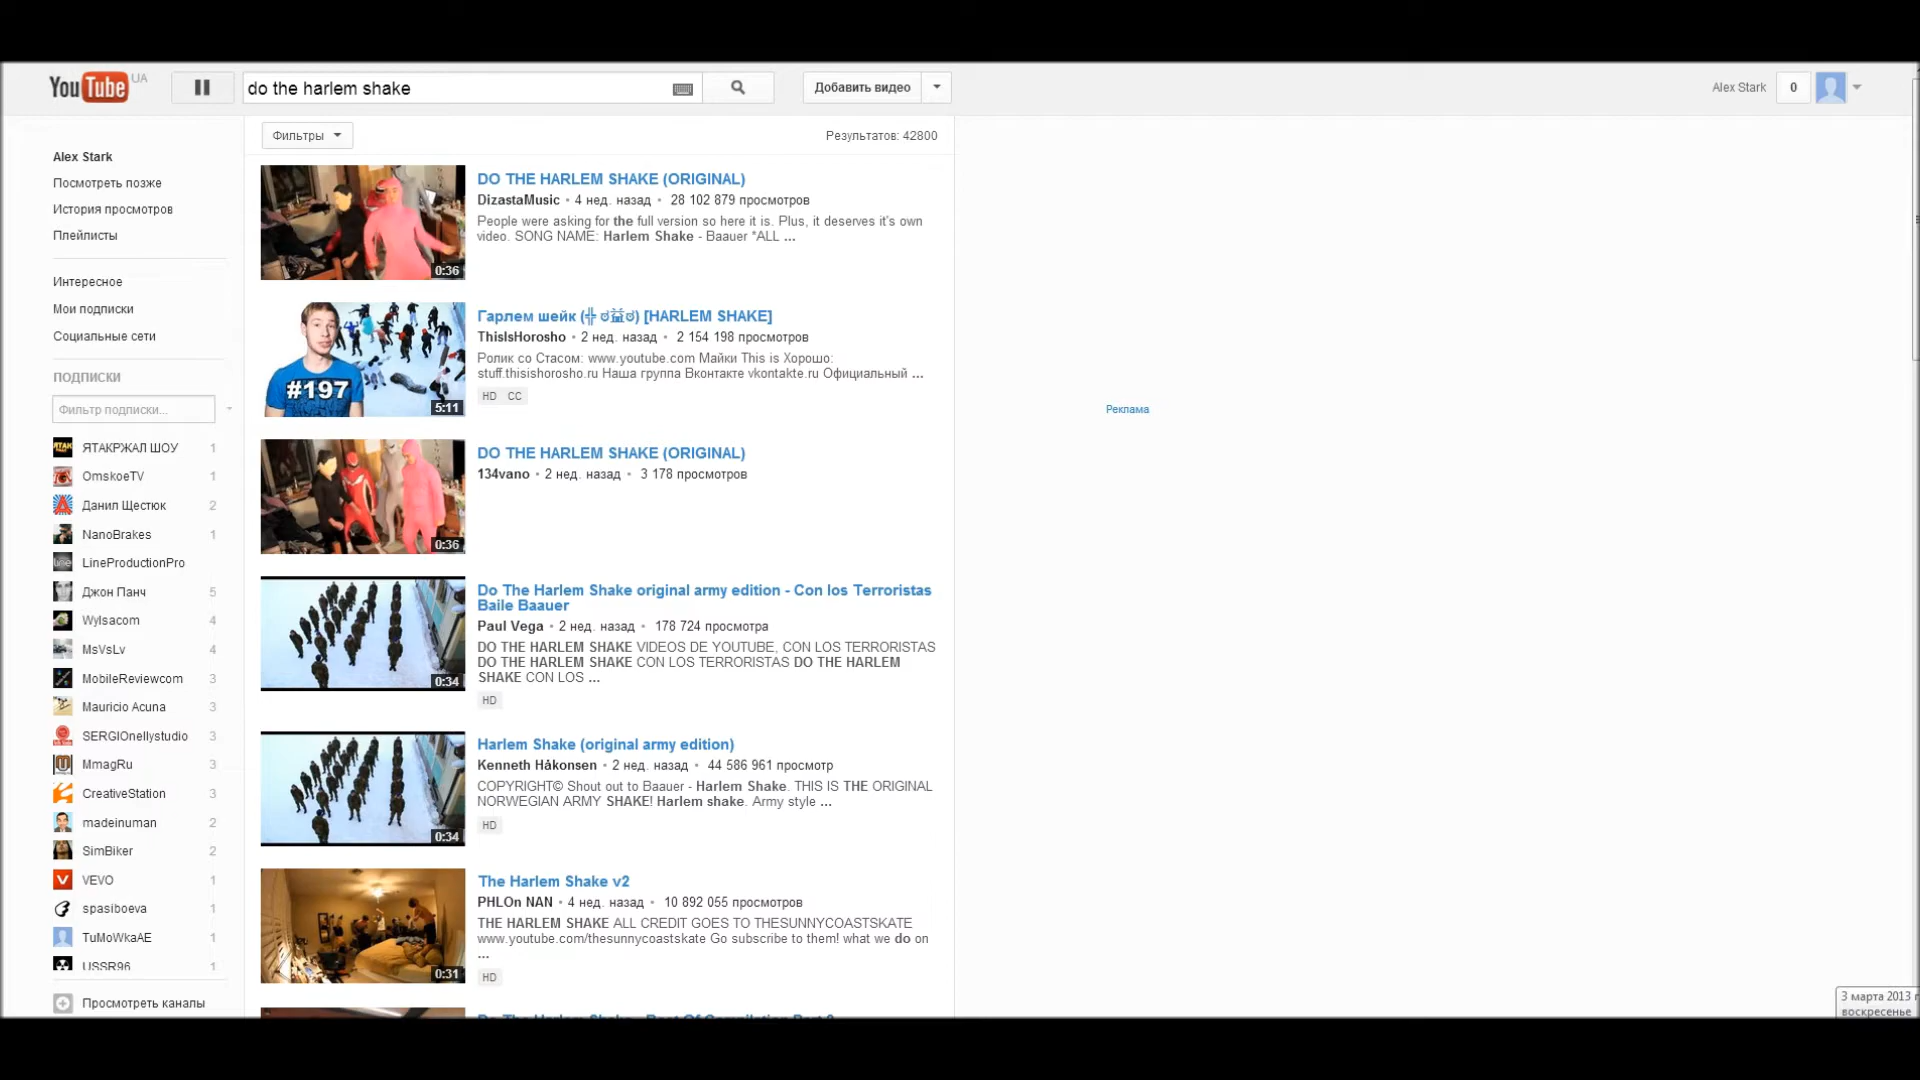 YouTube UA
do the harlem shake
Добавить видео
Alex Stark
0
Alex Stark
Посмотреть позже
История просмотров
Плейлисты
Интересное
Мои подписки
Социальные сети
ПОДПИСКИ
Фильтр подписки...
ЯТАКРЖАЛ ШОУ 1
OmskoeTV 1
Данил Щестюк 2
NanoBrakes 1
LineProductionPro
Джон Панч 5
Wylsacom 4
MsVsLv 4
MobileReviewcom 3
Mauricio Acuna 3
SERGIOnellystudio 3
MmagRu 3
CreativeStation 3
madeinuman 2
SimBiker 2
VEVO 1
spasiboeva 1
TuMoWkaAE 1
USSR96 1
Просмотреть каналы
Фильтры
Результатов: 42800
0:36
DO THE HARLEM SHAKE (ORIGINAL)
DizastaMusic • 4 нед. назад • 28 102 879 просмотров
People were asking for the full version so here it is. Plus, it deserves it's own
video. SONG NAME: Harlem Shake - Baauer *ALL ...
#197
5:11
Гарлем шейк (╬ ಠ益ಠ) [HARLEM SHAKE]
ThisIsHorosho • 2 нед. назад • 2 154 198 просмотров
Ролик со Стасом: www.youtube.com Майки This is Хорошо:
stuff.thisishorosho.ru Наша группа Вконтакте vkontakte.ru Официальный ...
HD CC
0:36
DO THE HARLEM SHAKE (ORIGINAL)
134vano • 2 нед. назад • 3 178 просмотров
0:34
Do The Harlem Shake original army edition - Con los Terroristas
Baile Baauer
Paul Vega • 2 нед. назад • 178 724 просмотра
DO THE HARLEM SHAKE VIDEOS DE YOUTUBE, CON LOS TERRORISTAS
DO THE HARLEM SHAKE CON LOS TERRORISTAS DO THE HARLEM
SHAKE CON LOS ...
HD
0:34
Harlem Shake (original army edition)
Kenneth Håkonsen • 2 нед. назад • 44 586 961 просмотр
COPYRIGHT© Shout out to Baauer - Harlem Shake. THIS IS THE ORIGINAL
NORWEGIAN ARMY SHAKE! Harlem shake. Army style ...
HD
0:31
The Harlem Shake v2
PHLOn NAN • 4 нед. назад • 10 892 055 просмотров
THE HARLEM SHAKE ALL CREDIT GOES TO THESUNNYCOASTSKATE
www.youtube.com/thesunnycoastskate Go subscribe to them! what we do on
...
HD
Реклама
3 марта 2013 г
воскресенье